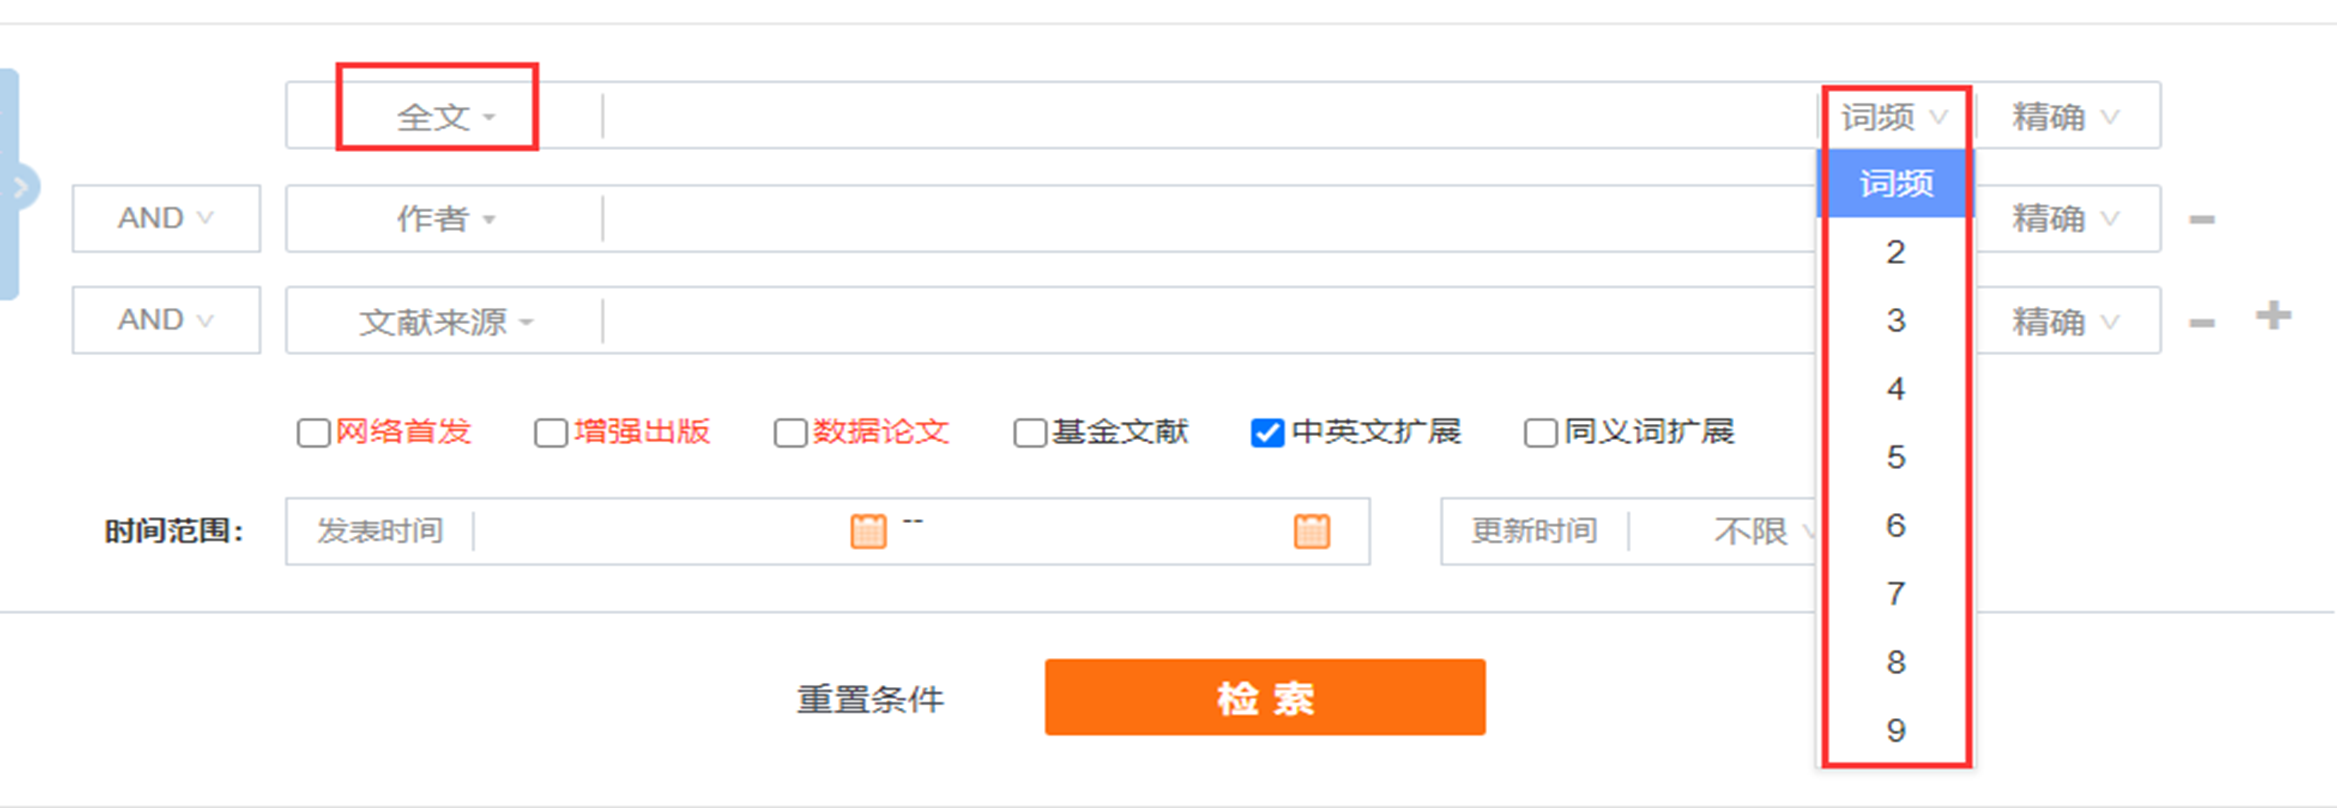 全文 词频 精确
词频
AND 作者 精确
2
AND 文献来源 精确
3
4
网络首发 增强出版 数据论文 基金文献 中英文扩展 同义词扩展
5
时间范围： 发表时间 -- 更新时间 不限
6
7
重置条件 检索
8
9